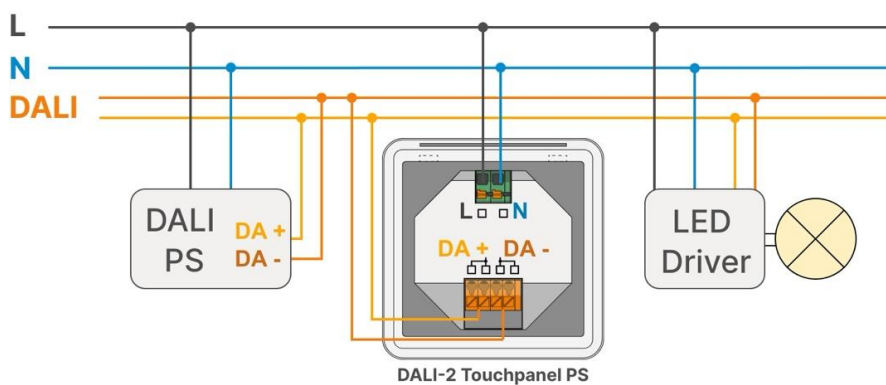 L
N
DALI
DALI
PS
DA +
DA -
L
N
DA +
DA -
LED
Driver
DALI-2 Touchpanel PS